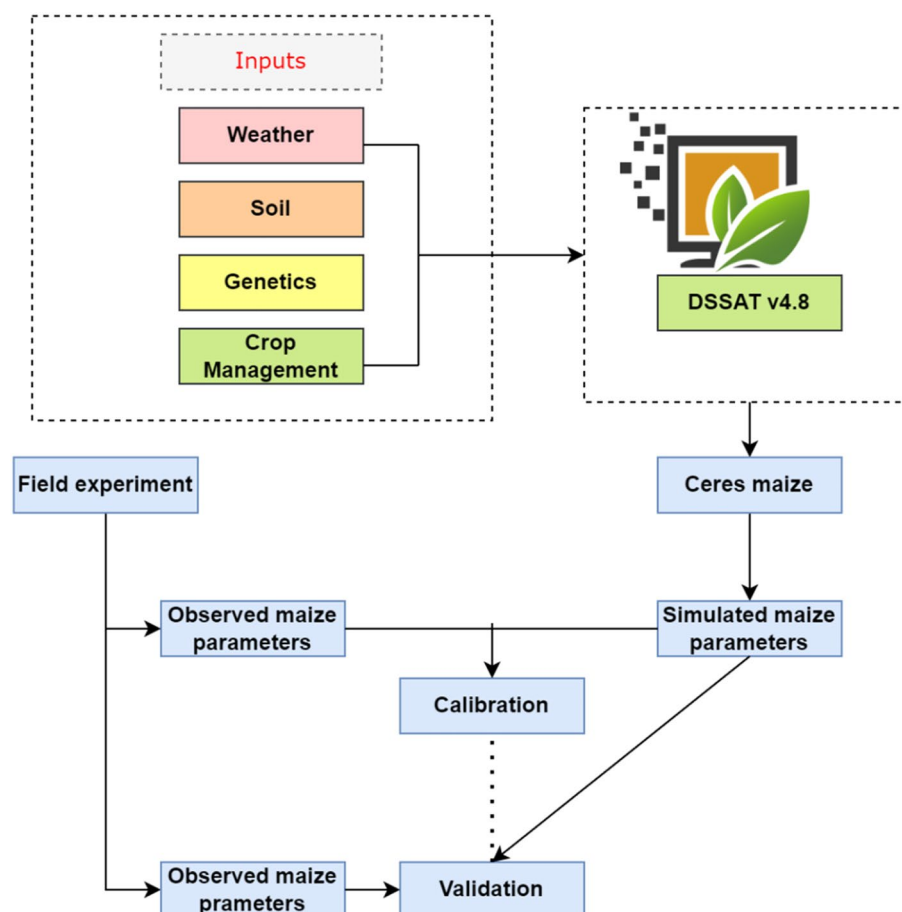 Inputs
Weather
Soil
Genetics
Crop
Management
DSSAT v4.8
Field experiment
Ceres maize
Observed maize
parameters
Simulated maize
parameters
Calibration
Observed maize
prameters
Validation